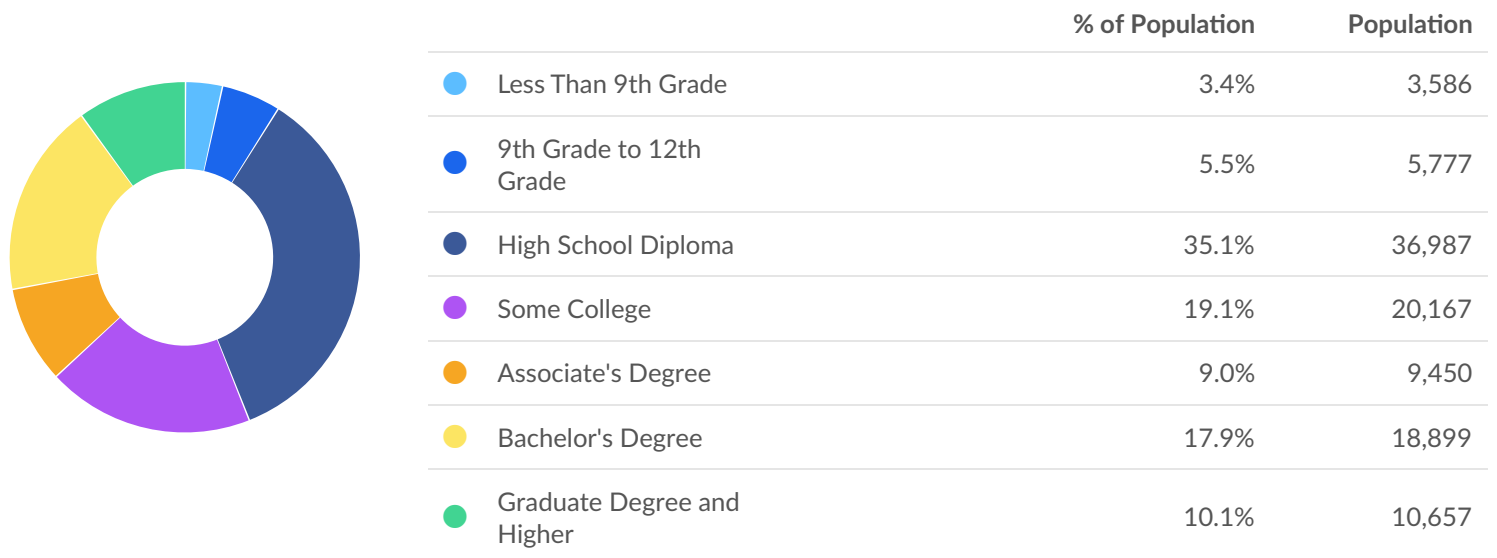 % of Population Population
Less Than 9th Grade 3.4% 3,586
9th Grade to 12th
Grade 5.5% 5,777
High School Diploma 35.1% 36,987
Some College 19.1% 20,167
Associate's Degree 9.0% 9,450
Bachelor's Degree 17.9% 18,899
Graduate Degree and
Higher 10.1% 10,657